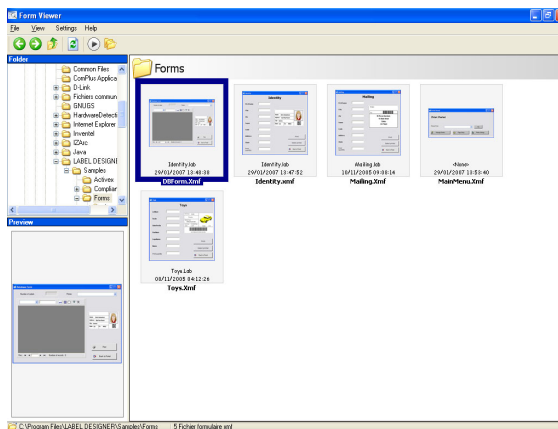 Form Viewer
File View Settings Help
Folder
Common Files
ComPlus Applica
D-Link
Fichiers commun
GNUGS
HardwareDetecti
Internet Explorer
Inventel
IZArc
Java
LABEL DESIGNI
Samples
Activex
Complian
Forms
Preview
Forms
Identity
Mailing
Identity.lab
29/01/2007 13:48:38
DBForm.Xmf
Identity.lab
29/01/2007 13:47:52
Identity.xmf
Mailing.lab
10/11/2005 09:08:14
Mailing.Xmf
<None>
29/01/2007 13:53:40
MainMenu.Xmf
Toys
Toys.Lab
08/11/2005 04:12:26
Toys.Xmf
C:\Program Files\LABEL DESIGNER\Samples\Forms 5 Fichier formulaire xmf